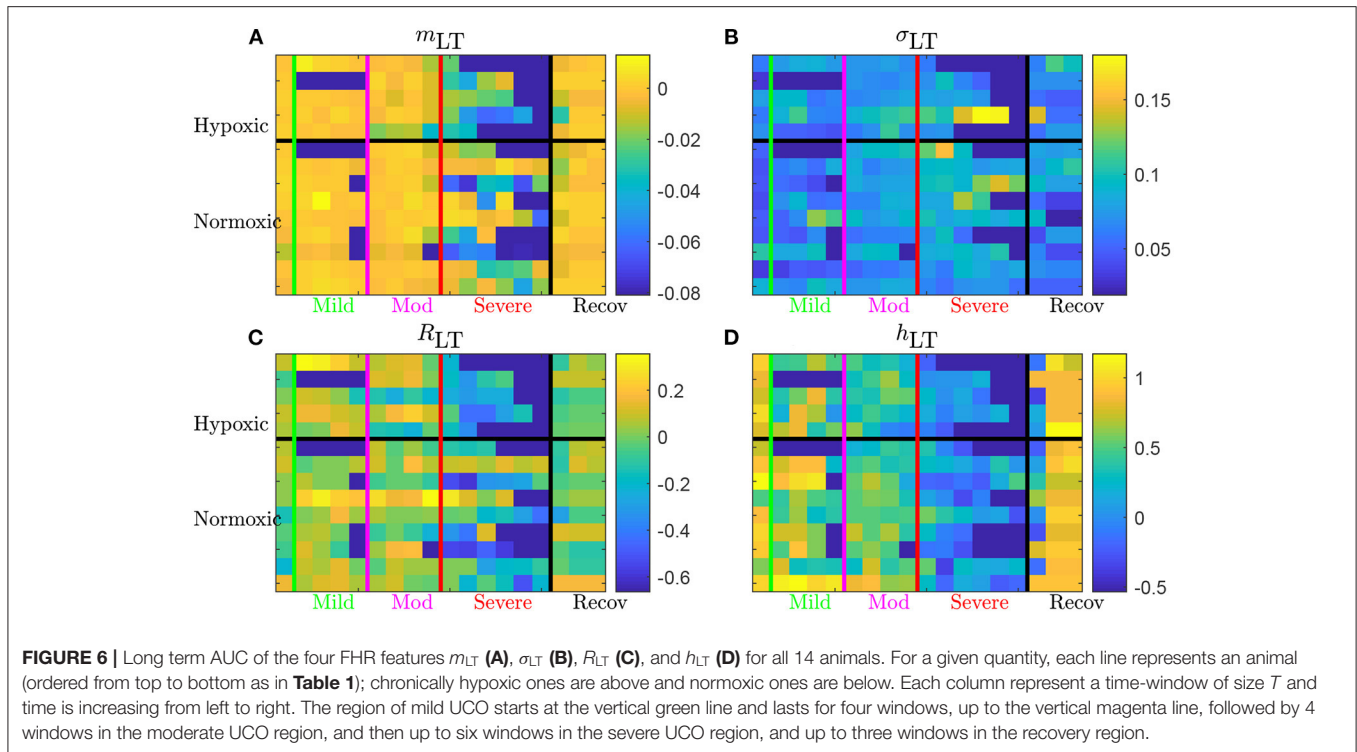 A
m_LT
Hypoxic
Normoxic
0
-0.02
-0.04
-0.06
-0.08
Mild Mod Severe Recov
B
σ_LT
0.15
0.1
0.05
Mild Mod Severe Recov
C
R_LT
Hypoxic
Normoxic
0.2
0
-0.2
-0.4
-0.6
Mild Mod Severe Recov
D
h_LT
1
0.5
0
-0.5
Mild Mod Severe Recov
FIGURE 6 | Long term AUC of the four FHR features m_LT (A), σ_LT (B), R_LT (C), and h_LT (D) for all 14 animals. For a given quantity, each line represents an animal
(ordered from top to bottom as in Table 1); chronically hypoxic ones are above and normoxic ones are below. Each column represent a time-window of size T and
time is increasing from left to right. The region of mild UCO starts at the vertical green line and lasts for four windows, up to the vertical magenta line, followed by 4
windows in the moderate UCO region, and then up to six windows in the severe UCO region, and up to three windows in the recovery region.